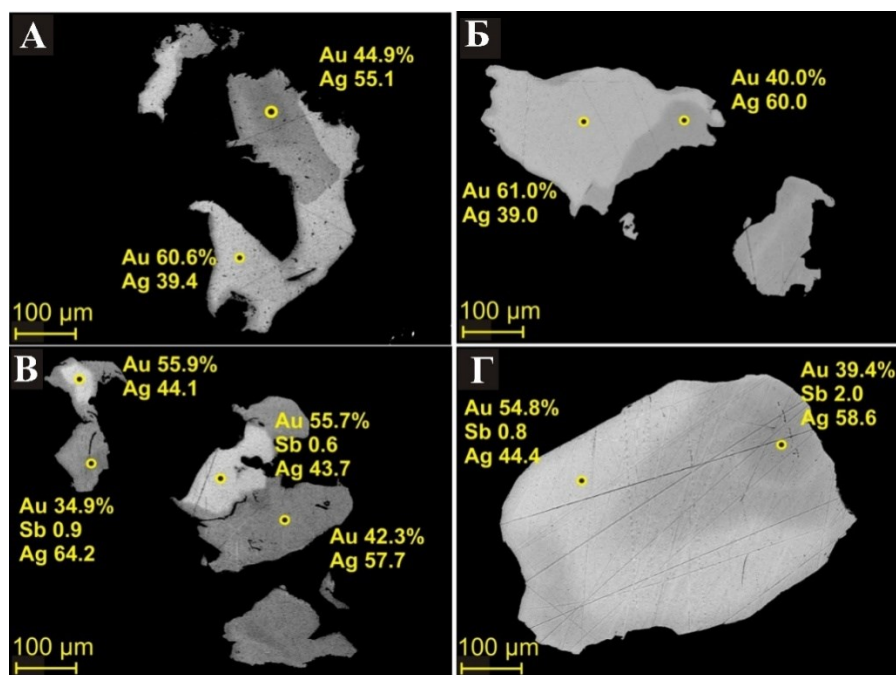 А
Au 44.9%
Ag 55.1
Au 60.6%
Ag 39.4
100 µm
Б
Au 40.0%
Ag 60.0
Au 61.0%
Ag 39.0
100 µm
В
Au 55.9%
Ag 44.1
Au 55.7%
Sb 0.6
Ag 43.7
Au 34.9%
Sb 0.9
Ag 64.2
Au 42.3%
Ag 57.7
100 µm
Г
Au 39.4%
Sb 2.0
Ag 58.6
Au 54.8%
Sb 0.8
Ag 44.4
100 µm